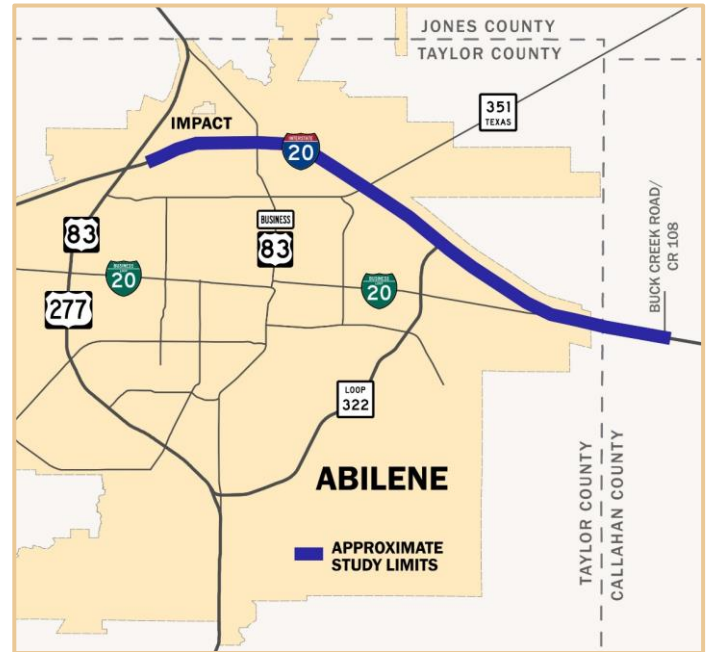 JONES COUNTY
TAYLOR COUNTY
351
TEXAS
IMPACT
INTERSTATE
20
BUSINESS
83
83
BUSINESS
20
BUSINESS
20
277
BUCK CREEK ROAD/
CR 108
LOOP
322
ABILENE
APPROXIMATE
STUDY LIMITS
TAYLOR COUNTY
CALLAHAN COUNTY